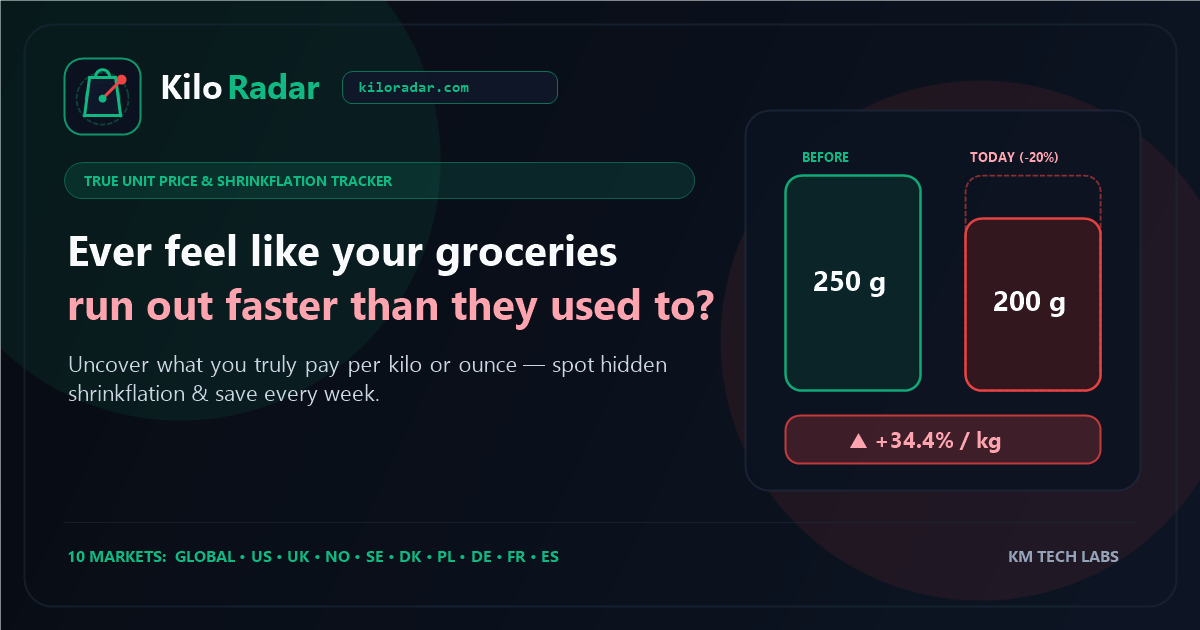 Kilo Radar
kiloradar.com
TRUE UNIT PRICE & SHRINKFLATION TRACKER
Ever feel like your groceries
run out faster than they used to?
Uncover what you truly pay per kilo or ounce — spot hidden
shrinkflation & save every week.
BEFORE
TODAY (-20%)
250 g
200 g
▲ +34.4% / kg
10 MARKETS: GLOBAL • US • UK • NO • SE • DK • PL • DE • FR • ES
KM TECH LABS